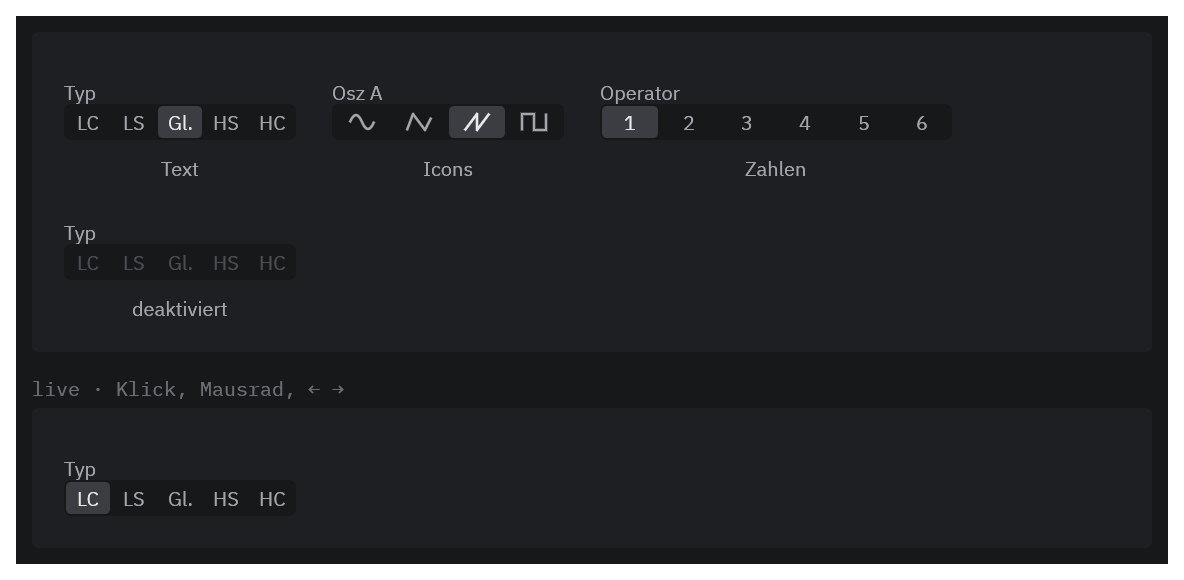 Typ Osz A Operator
LC LS Gl. HS HC 1 2 3 4 5 6
Text Icons Zahlen
Typ
LC LS Gl. HS HC
deaktiviert
live · Klick, Mausrad, ← →
Typ
LC LS Gl. HS HC